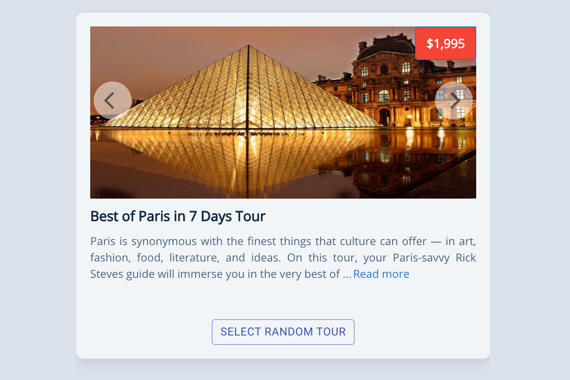 $1,995
Best of Paris in 7 Days Tour
Paris is synonymous with the finest things that culture can offer — in art,
fashion, food, literature, and ideas. On this tour, your Paris-savvy Rick
Steves guide will immerse you in the very best of ... Read more
SELECT RANDOM TOUR